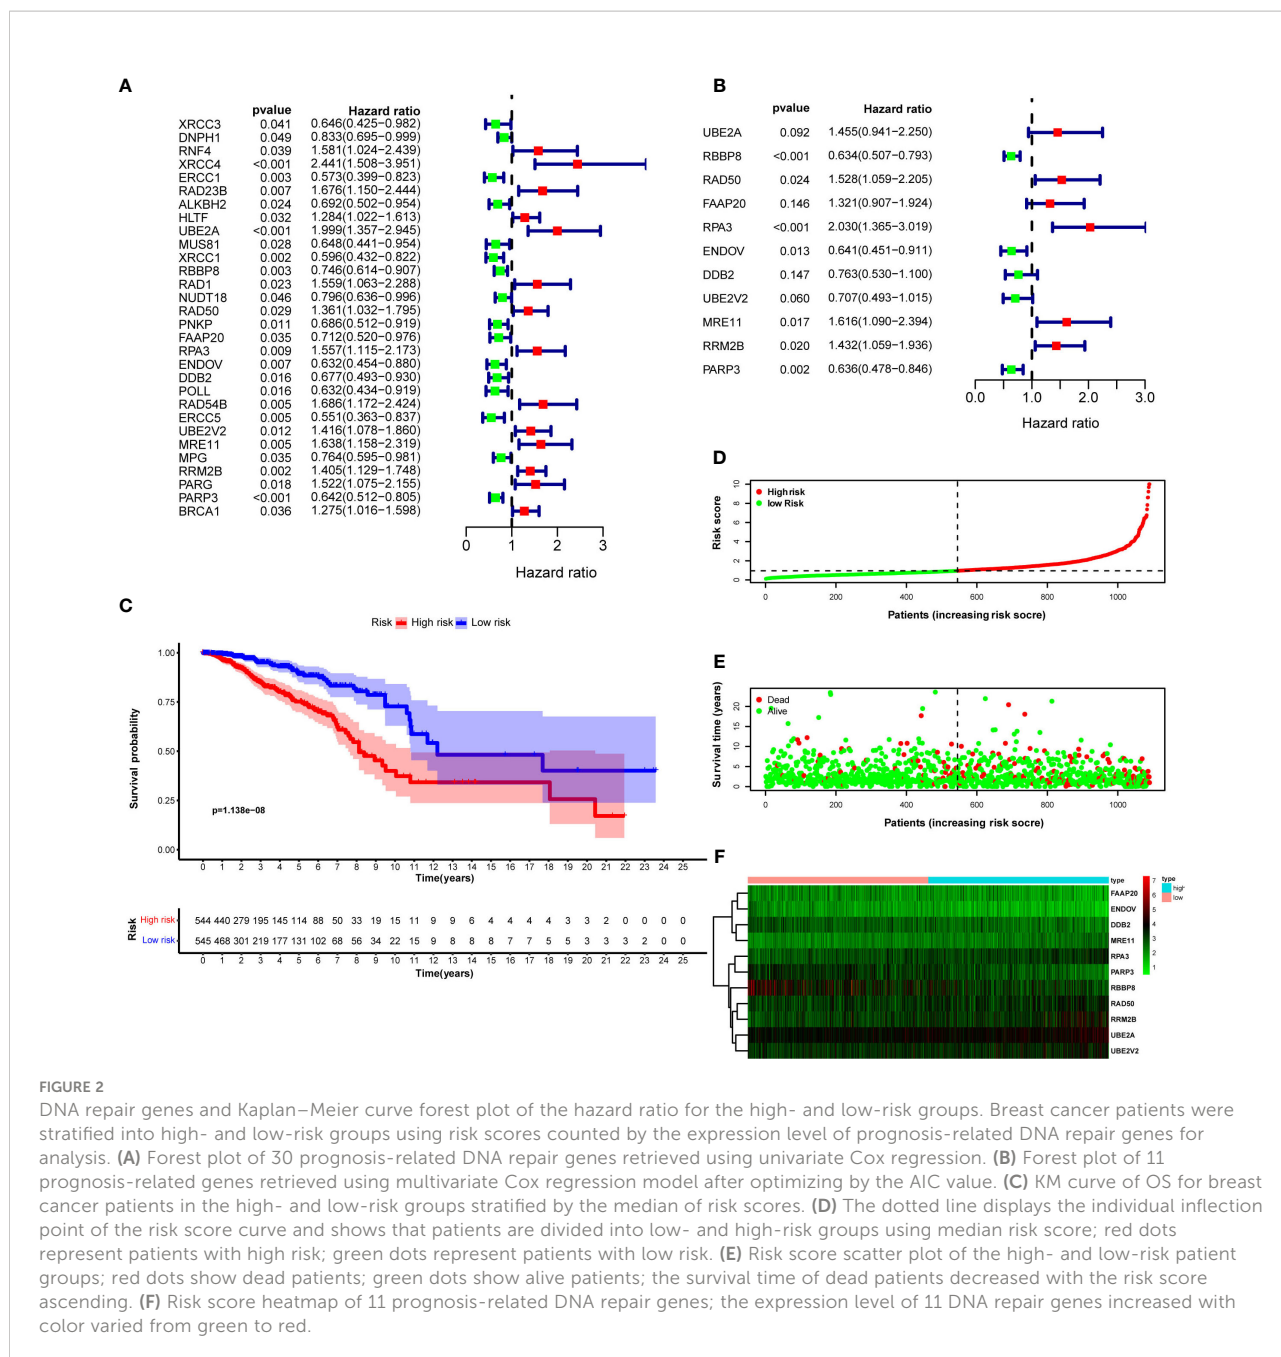 A
pvalue Hazard ratio
XRCC3 0.041 0.646(0.425−0.982)
DNPH1 0.049 0.833(0.695−0.999)
RNF4 0.039 1.581(1.024−2.439)
XRCC4 <0.001 2.441(1.508−3.951)
ERCC1 0.003 0.573(0.399−0.823)
RAD23B 0.007 1.676(1.150−2.444)
ALKBH2 0.024 0.692(0.502−0.954)
HLTF 0.032 1.284(1.022−1.613)
UBE2A <0.001 1.999(1.357−2.945)
MUS81 0.028 0.648(0.441−0.954)
XRCC1 0.002 0.596(0.432−0.822)
RBBP8 0.003 0.746(0.614−0.907)
RAD1 0.023 1.559(1.063−2.288)
NUDT18 0.046 0.796(0.636−0.996)
RAD50 0.029 1.361(1.032−1.795)
PNKP 0.011 0.686(0.512−0.919)
FAAP20 0.035 0.712(0.520−0.976)
RPA3 0.009 1.557(1.115−2.173)
ENDOV 0.007 0.632(0.454−0.880)
DDB2 0.016 0.677(0.493−0.930)
POLL 0.016 0.632(0.434−0.919)
RAD54B 0.005 1.686(1.172−2.424)
ERCC5 0.005 0.551(0.363−0.837)
UBE2V2 0.012 1.416(1.078−1.860)
MRE11 0.005 1.638(1.158−2.319)
MPG 0.035 0.764(0.595−0.981)
RRM2B 0.002 1.405(1.129−1.748)
PARG 0.018 1.522(1.075−2.155)
PARP3 <0.001 0.642(0.512−0.805)
BRCA1 0.036 1.275(1.016−1.598)
0 1 2 3
Hazard ratio
B
pvalue Hazard ratio
UBE2A 0.092 1.455(0.941−2.250)
RBBP8 <0.001 0.634(0.507−0.793)
RAD50 0.024 1.528(1.059−2.205)
FAAP20 0.146 1.321(0.907−1.924)
RPA3 <0.001 2.030(1.365−3.019)
ENDOV 0.013 0.641(0.451−0.911)
DDB2 0.147 0.763(0.530−1.100)
UBE2V2 0.060 0.707(0.493−1.015)
MRE11 0.017 1.616(1.090−2.394)
RRM2B 0.020 1.432(1.059−1.936)
PARP3 0.002 0.636(0.478−0.846)
0.0 1.0 2.0 3.0
Hazard ratio
C
Risk High risk Low risk
Survival probability
1.00
0.75
0.50
0.25
0.00
p=1.138e−08
0 1 2 3 4 5 6 7 8 9 10 11 12 13 14 15 16 17 18 19 20 21 22 23 24 25
Time(years)
Risk
High risk 544 440 279 195 145 114 88 50 33 19 15 11 9 9 6 4 4 4 4 3 3 2 0 0 0 0
Low risk 545 468 301 219 177 131 102 68 56 34 22 15 9 8 8 8 7 7 5 5 3 3 3 2 0 0
0 1 2 3 4 5 6 7 8 9 10 11 12 13 14 15 16 17 18 19 20 21 22 23 24 25
Time(years)
D
Risk score
10
8
6
4
2
0
High risk
low Risk
0 200 400 600 800 1000
Patients (increasing risk socre)
E
Survival time (years)
20
15
10
5
0
Dead
Alive
0 200 400 600 800 1000
Patients (increasing risk socre)
F
type
FAAP20
ENDOV
DDB2
MRE11
RPA3
PARP3
RBBP8
RAD50
RRM2B
UBE2A
UBE2V2
7
6
5
4
3
2
1
type
high
low
FIGURE 2
DNA repair genes and Kaplan–Meier curve forest plot of the hazard ratio for the high- and low-risk groups. Breast cancer patients were
stratified into high- and low-risk groups using risk scores counted by the expression level of prognosis-related DNA repair genes for
analysis. (A) Forest plot of 30 prognosis-related DNA repair genes retrieved using univariate Cox regression. (B) Forest plot of 11
prognosis-related genes retrieved using multivariate Cox regression model after optimizing by the AIC value. (C) KM curve of OS for breast
cancer patients in the high- and low-risk groups stratified by the median of risk scores. (D) The dotted line displays the individual inflection
point of the risk score curve and shows that patients are divided into low- and high-risk groups using median risk score; red dots
represent patients with high risk; green dots represent patients with low risk. (E) Risk score scatter plot of the high- and low-risk patient
groups; red dots show dead patients; green dots show alive patients; the survival time of dead patients decreased with the risk score
ascending. (F) Risk score heatmap of 11 prognosis-related DNA repair genes; the expression level of 11 DNA repair genes increased with
color varied from green to red.